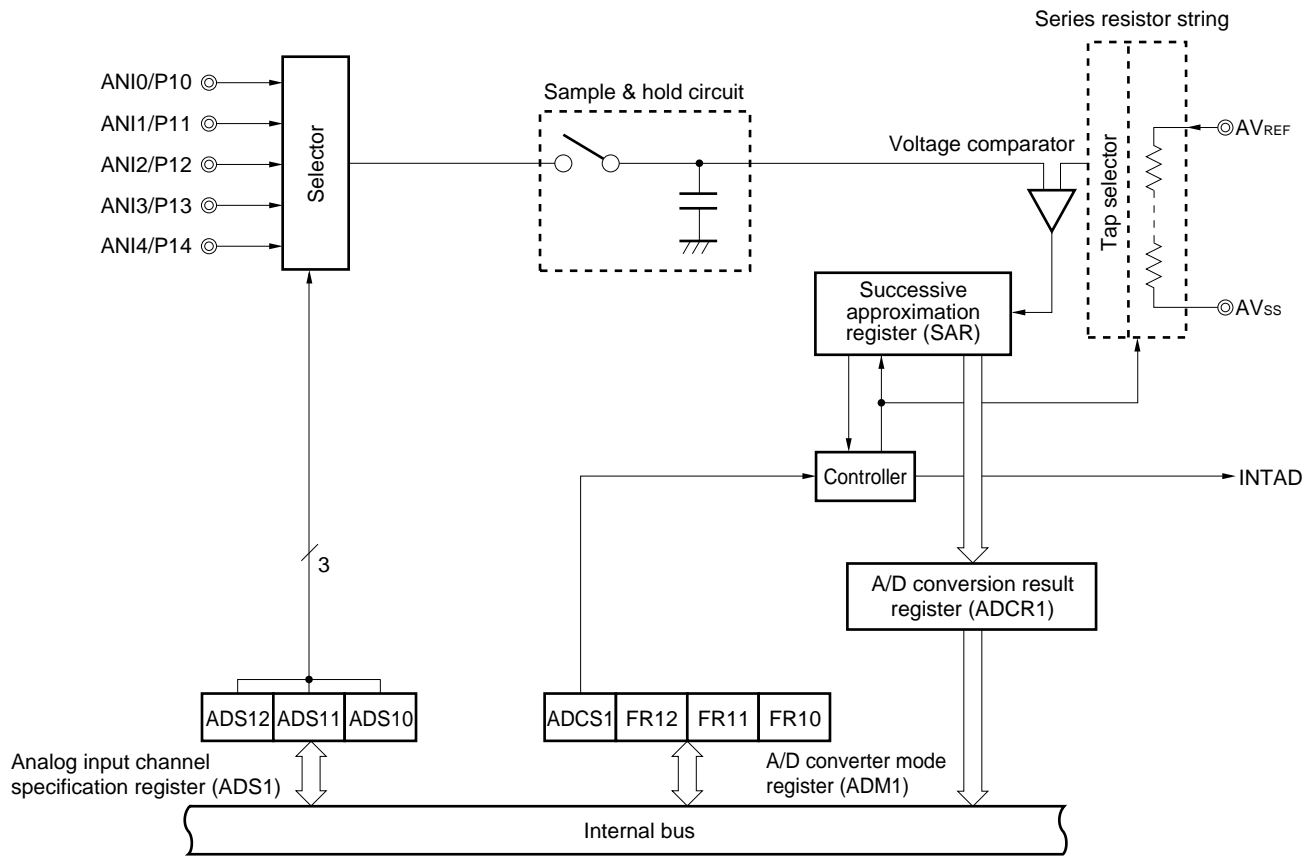 Series resistor string
ANI0/P10
ANI1/P11
ANI2/P12
ANI3/P13
ANI4/P14
Selector
Sample & hold circuit
Voltage comparator
Tap selector
AVREF
AVSS
Successive
approximation
register (SAR)
Controller
INTAD
3
A/D conversion result
register (ADCR1)
ADS12 ADS11 ADS10
ADCS1 FR12 FR11 FR10
Analog input channel
specification register (ADS1)
A/D converter mode
register (ADM1)
Internal bus